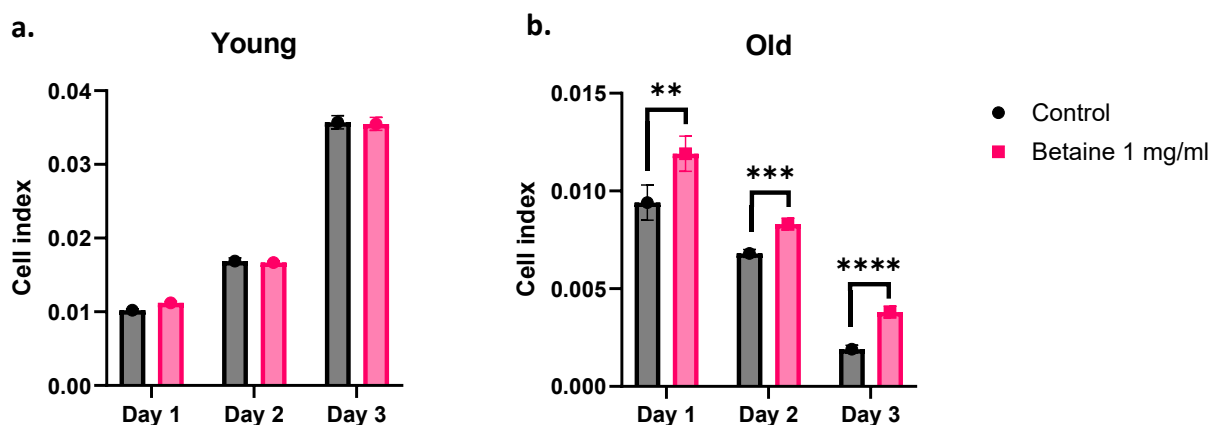 a.
Young
Cell index
0.04
0.03
0.02
0.01
0.00
Day 1
Day 2
Day 3
b.
Old
Cell index
0.015
0.010
0.005
0.000
**
***
****
Day 1
Day 2
Day 3
Control
Betaine 1 mg/ml